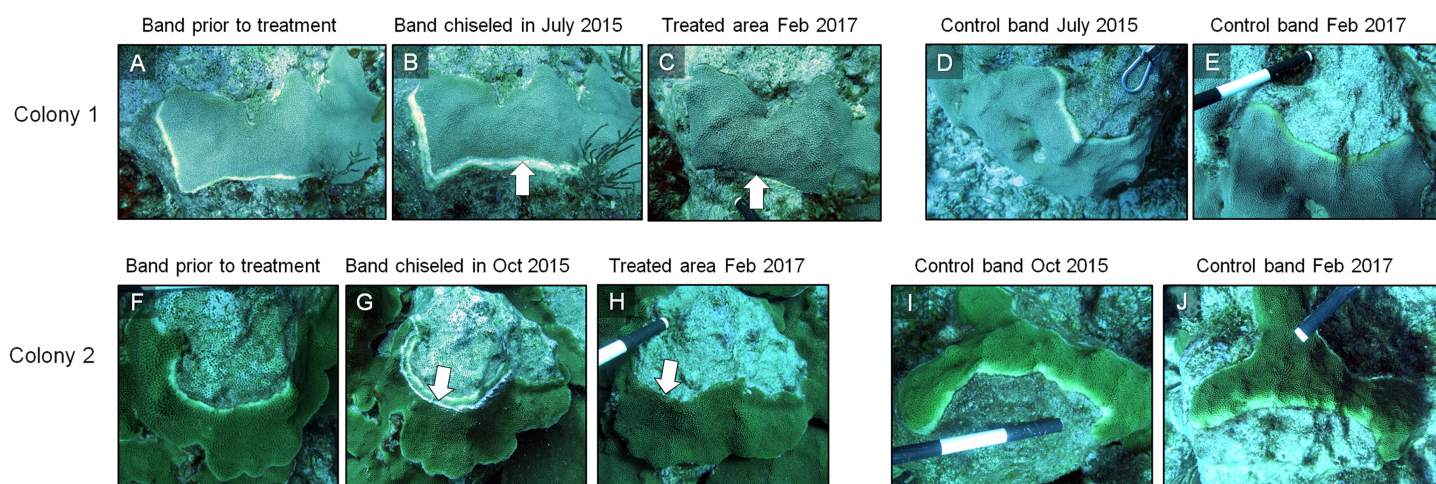 Band prior to treatment
Band chiseled in July 2015
Treated area Feb 2017
Control band July 2015
Control band Feb 2017
Colony 1
A
B
C
D
E
Band prior to treatment
Band chiseled in Oct 2015
Treated area Feb 2017
Control band Oct 2015
Control band Feb 2017
Colony 2
F
G
H
I
J